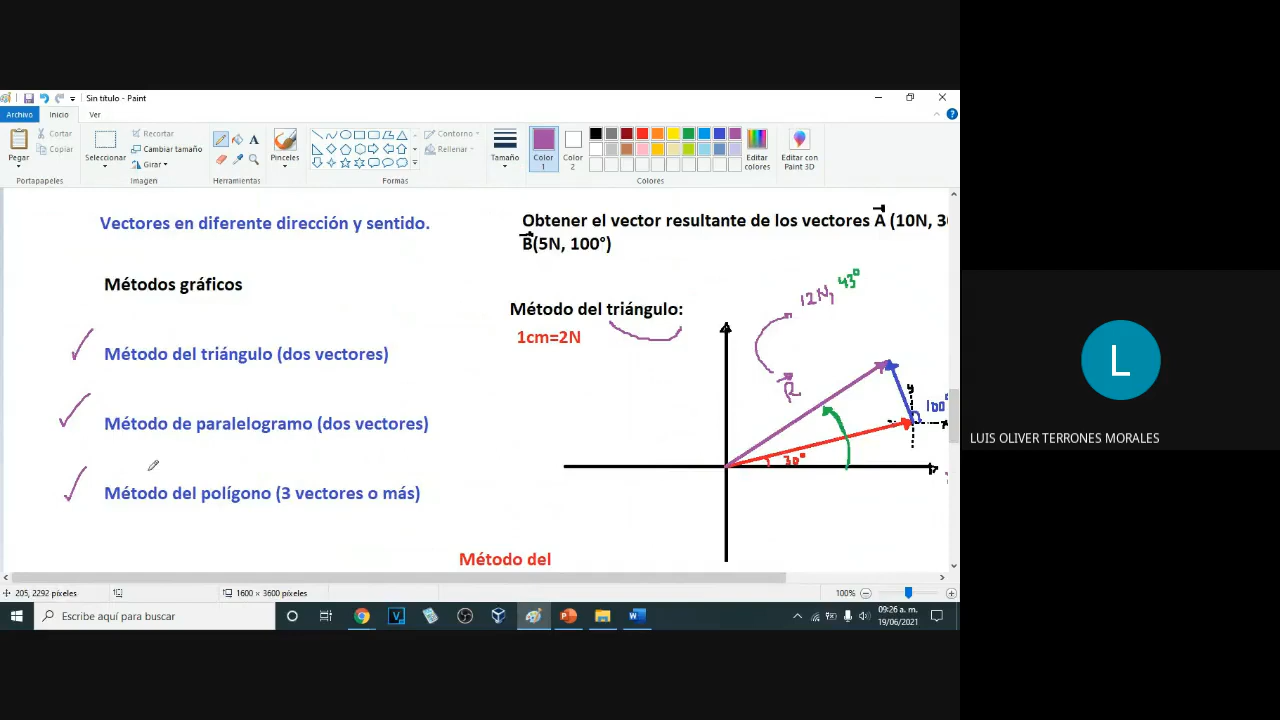 Sin título - Paint
Archivo
Inicio
Ver
Pegar
Cortar
Copiar
Portapapeles
Seleccionar
Recortar
Cambiar tamaño
Girar
Imagen
Herramientas
Pinceles
Contorno
Rellenar
Formas
Tamaño
Color
1
Color
2
Editar
colores
Editar con
Paint 3D
Colores
Vectores en diferente dirección y sentido.
Métodos gráficos
Método del triángulo (dos vectores)
Método de paralelogramo (dos vectores)
Método del polígono (3 vectores o más)
Obtener el vector resultante de los vectores A (10N,
B(5N, 100°)
Método del triángulo:
1cm=2N
12N, 43°
R
y
100°
30°
Método del
205, 2292 píxeles
1600 × 3600 píxeles
100%
Escribe aquí para buscar
09:26 a. m.
19/06/2021
L
LUIS OLIVER TERRONES MORALES